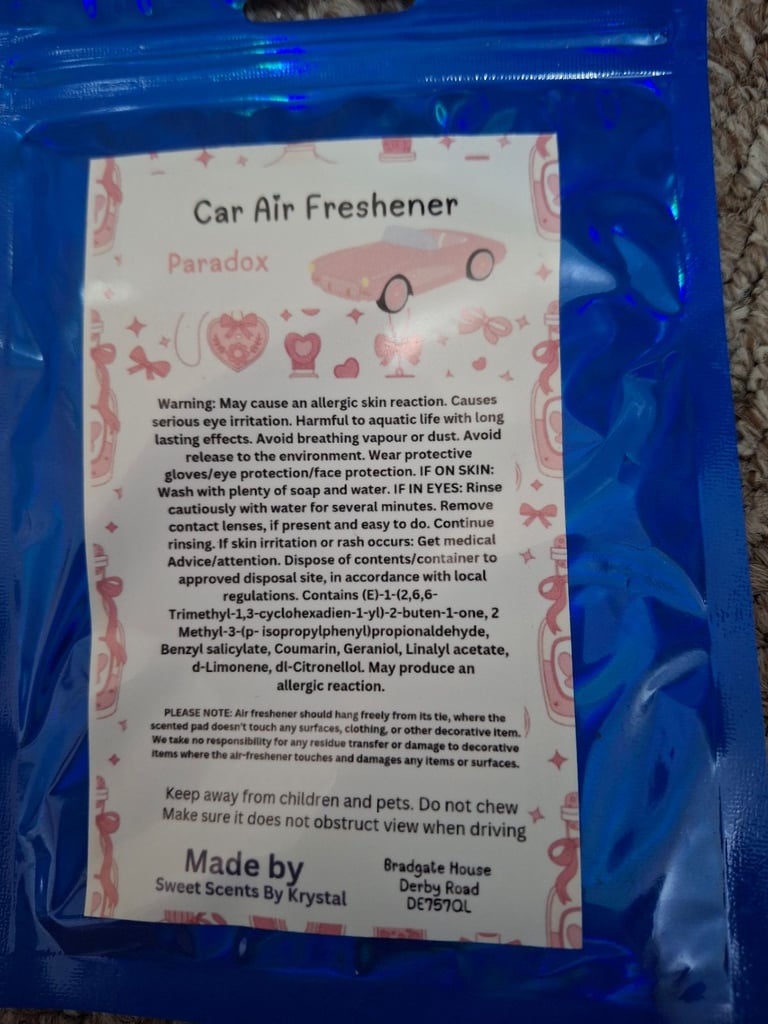 Car Air Freshener
Paradox
Warning: May cause an allergic skin reaction. Causes
serious eye irritation. Harmful to aquatic life with long
lasting effects. Avoid breathing vapour or dust. Avoid
release to the environment. Wear protective
gloves/eye protection/face protection. IF ON SKIN:
Wash with plenty of soap and water. IF IN EYES: Rinse
cautiously with water for several minutes. Remove
contact lenses, if present and easy to do. Continue
rinsing. If skin irritation or rash occurs: Get medical
Advice/attention. Dispose of contents/container to
approved disposal site, in accordance with local
regulations. Contains (E)-1-(2,6,6-
Trimethyl-1,3-cyclohexadien-1-yl)-2-buten-1-one, 2
Methyl-3-(p- isopropylphenyl)propionaldehyde,
Benzyl salicylate, Coumarin, Geraniol, Linalyl acetate,
d-Limonene, dl-Citronellol. May produce an
allergic reaction.
PLEASE NOTE: Air freshener should hang freely from its tie, where the
scented pad doesn't touch any surfaces, clothing, or other decorative item.
We take no responsibility for any residue transfer or damage to decorative
items where the air-freshener touches and damages any items or surfaces.
Keep away from children and pets. Do not chew
Make sure it does not obstruct view when driving
Made by
Sweet Scents By Krystal
Bradgate House
Derby Road
DE757QL